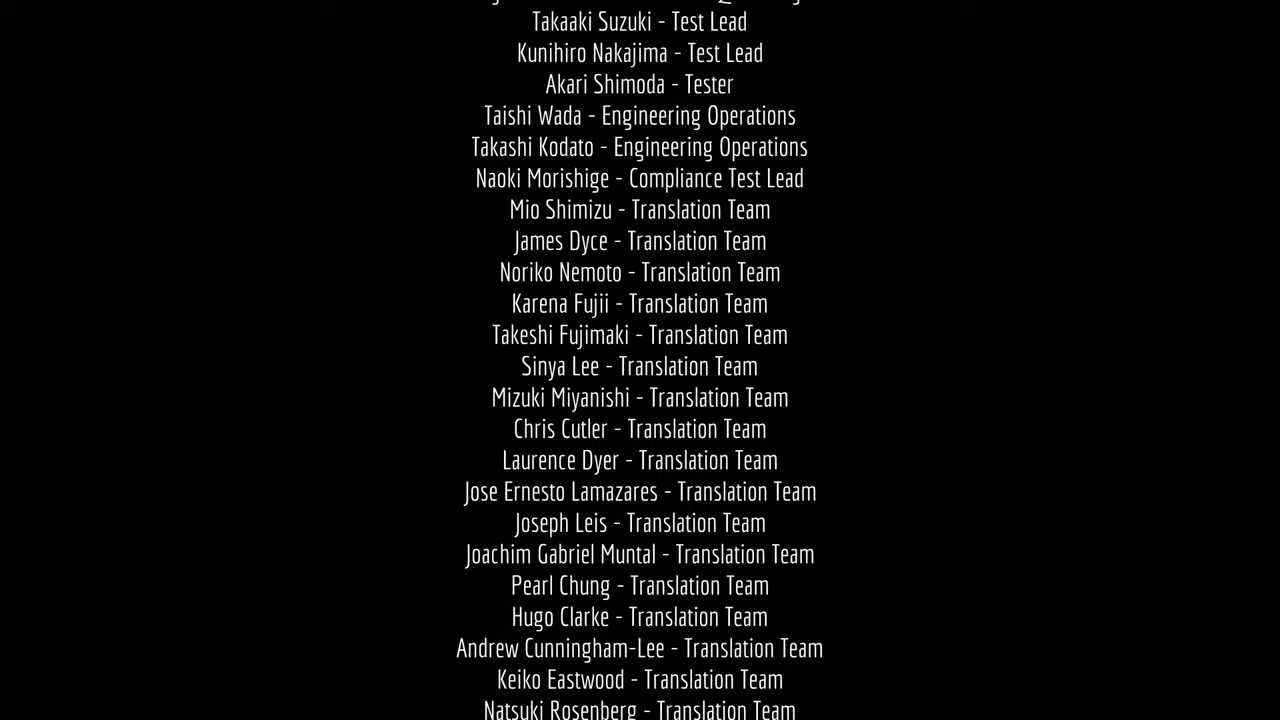 Takaaki Suzuki - Test Lead
Kunihiro Nakajima - Test Lead
Akari Shimoda - Tester
Taishi Wada - Engineering Operations
Takashi Kodato - Engineering Operations
Naoki Morishige - Compliance Test Lead
Mio Shimizu - Translation Team
James Dyce - Translation Team
Noriko Nemoto - Translation Team
Karena Fujii - Translation Team
Takeshi Fujimaki - Translation Team
Sinya Lee - Translation Team
Mizuki Miyanishi - Translation Team
Chris Cutler - Translation Team
Laurence Dyer - Translation Team
Jose Ernesto Lamazares - Translation Team
Joseph Leis - Translation Team
Joachim Gabriel Muntal - Translation Team
Pearl Chung - Translation Team
Hugo Clarke - Translation Team
Andrew Cunningham-Lee - Translation Team
Keiko Eastwood - Translation Team
Natsuki Rosenberg - Translation Team